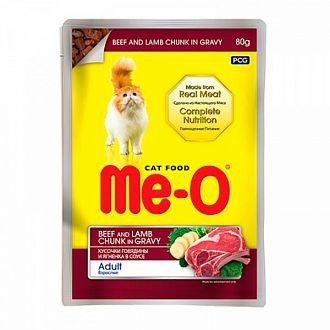 BEEF AND LAMB CHUNK IN GRAVY
80g
PCG
Made from
Real Meat
Сделано из Настоящего Мяса
Complete
Nutrition
Полноценное Питание
CAT FOOD
Me-O®
BEEF AND LAMB
CHUNK IN GRAVY
КУСОЧКИ ГОВЯДИНЫ
И ЯГНЕНКА В СОУСЕ
Adult
Взрослые